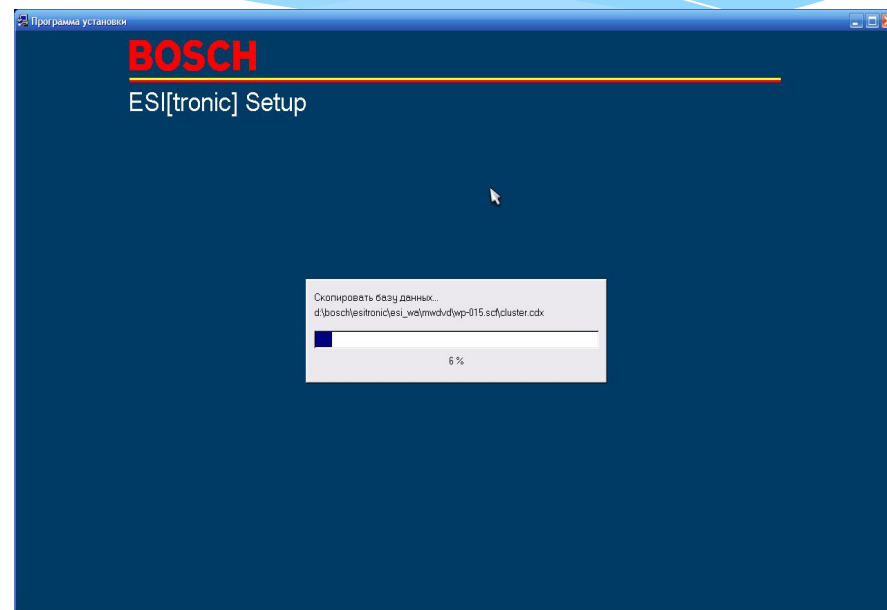 Программа установки
BOSCH
ESI[tronic] Setup
Скопировать базу данных...
d:\bosch\esitronic\esi_wa\mwdvd\wp-015.scf\cluster.cdx
6 %